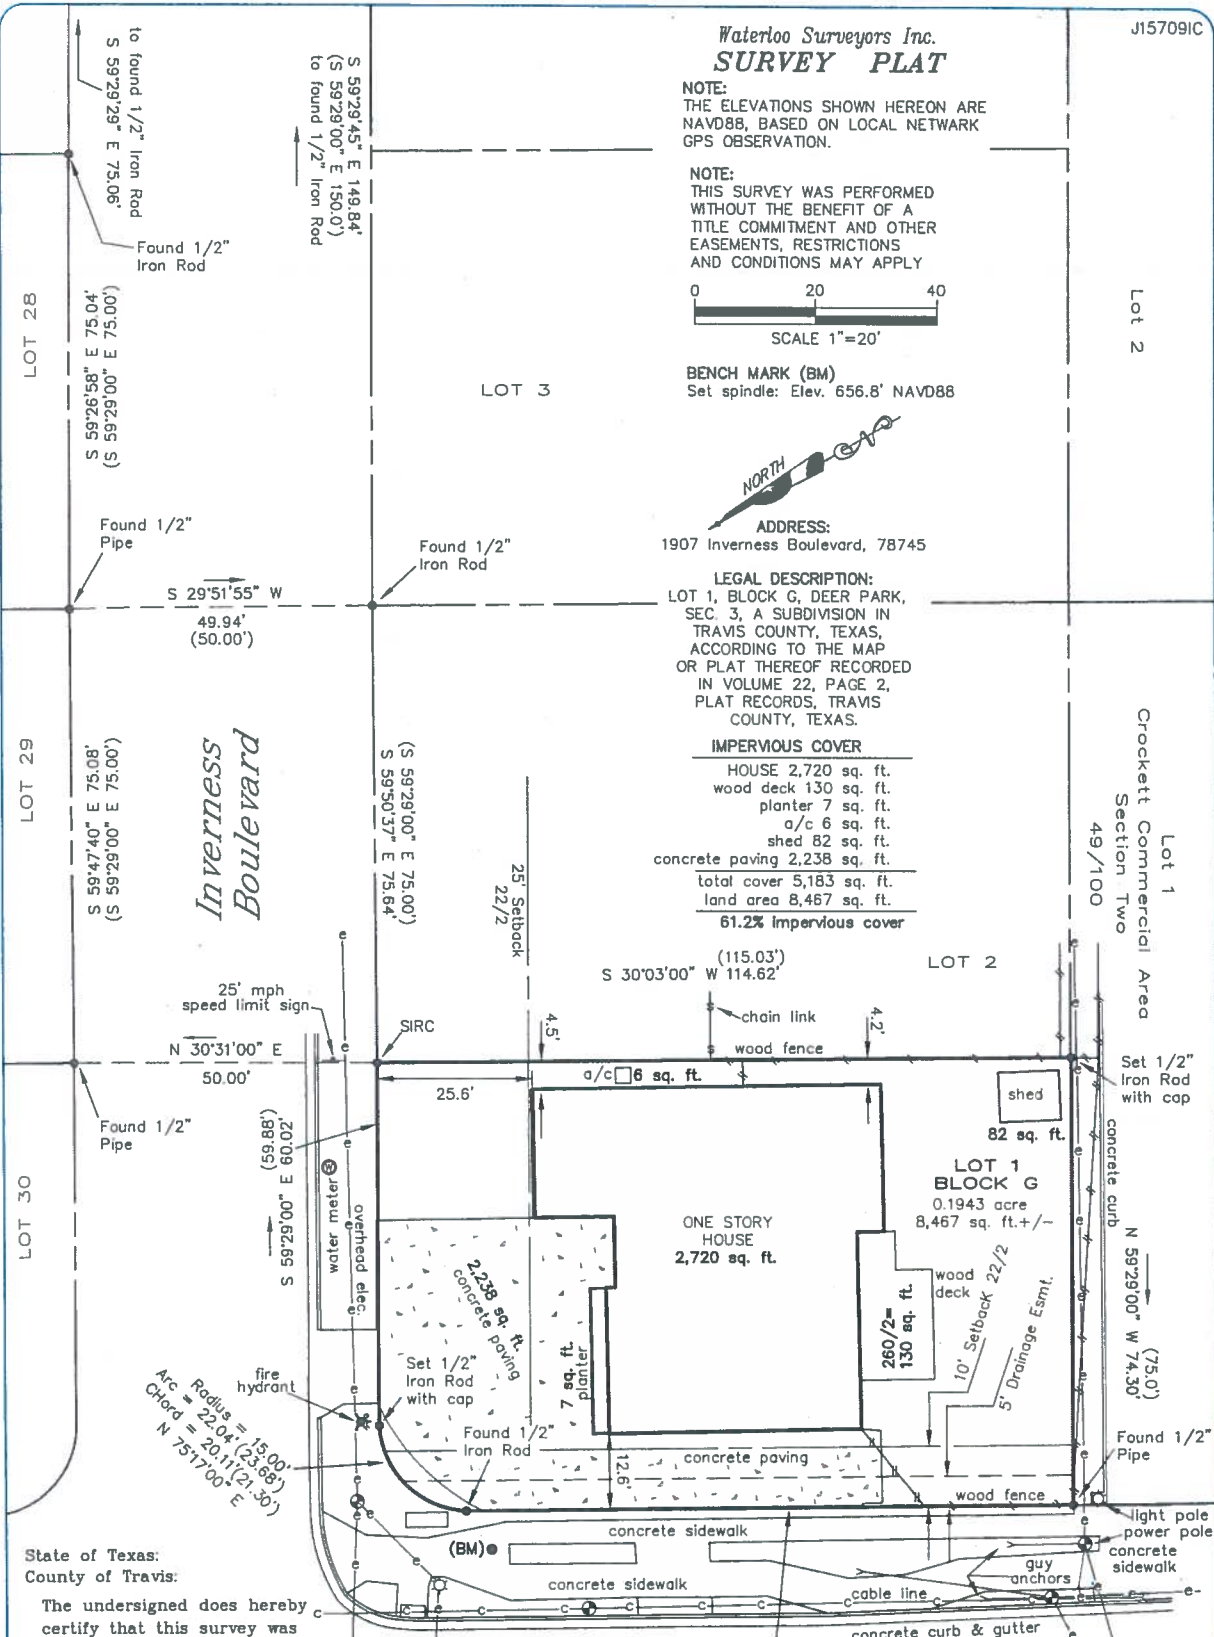 J15709IC
Waterloo Surveyors Inc.
SURVEY PLAT
NOTE:
THE ELEVATIONS SHOWN HEREON ARE
NAVD88, BASED ON LOCAL NETWARK
GPS OBSERVATION.
NOTE:
THIS SURVEY WAS PERFORMED
WITHOUT THE BENEFIT OF A
TITLE COMMITMENT AND OTHER
EASEMENTS, RESTRICTIONS
AND CONDITIONS MAY APPLY
0 20 40
SCALE 1"=20'
BENCH MARK (BM)
Set spindle: Elev. 656.8' NAVD88
NORTH
ADDRESS:
1907 Inverness Boulevard, 78745
LEGAL DESCRIPTION:
LOT 1, BLOCK G, DEER PARK,
SEC. 3, A SUBDIVISION IN
TRAVIS COUNTY, TEXAS,
ACCORDING TO THE MAP
OR PLAT THEREOF RECORDED
IN VOLUME 22, PAGE 2,
PLAT RECORDS, TRAVIS
COUNTY, TEXAS.
IMPERVIOUS COVER
HOUSE 2,720 sq. ft.
wood deck 130 sq. ft.
planter 7 sq. ft.
a/c 6 sq. ft.
shed 82 sq. ft.
concrete paving 2,238 sq. ft.
total cover 5,183 sq. ft.
land area 8,467 sq. ft.
61.2% impervious cover
to found 1/2" Iron Rod
S 59°29'29" E 75.06'
S 59°29'45" E 149.84'
(S 59°29'00" E 150.0')
to found 1/2" Iron Rod
Found 1/2"
Iron Rod
LOT 28
S 59°26'58" E 75.04'
(S 59°29'00" E 75.00')
LOT 3
Lot 2
Found 1/2"
Pipe
Found 1/2"
Iron Rod
S 29°51'55" W
49.94'
(50.00')
LOT 29
S 59°47'40" E 75.08'
(S 59°29'00" E 75.00')
Inverness
Boulevard
(S 59°29'00" E 75.00')
S 59°50'37" E 75.64'
25' Setback
22/2
Lot 1
Crockett Commercial Area
Section Two
49/100
(115.03')
S 30°03'00" W 114.62'
LOT 2
25' mph
speed limit sign
SIRC
4.5'
chain link
4.2'
wood fence
N 30°31'00" E
50.00'
25.6'
a/c 6 sq. ft.
shed
82 sq. ft.
Set 1/2"
Iron Rod
with cap
Found 1/2"
Pipe
LOT 30
(59.88')
S 59°29'00" E 60.02'
water meter
W
overhead elec.
LOT 1
BLOCK G
0.1943 acre
8,467 sq. ft.+/-
ONE STORY
HOUSE
2,720 sq. ft.
concrete curb
N 59°29'00" W 74.30'
(75.0')
2,238 sq. ft.
concrete paving
wood
deck
260/2=
130 sq. ft.
10' Setback 22/2
5' Drainage Esmt.
7 sq. ft.
planter
fire
hydrant
Set 1/2"
Iron Rod
with cap
Radius = 15.00'
Arc = 22.04'(23.68')
CHord = 20.11'(21.30')
N 75°17'00" E
Found 1/2"
Iron Rod
12.6'
concrete paving
wood fence
Found 1/2"
Pipe
light pole
power pole
concrete
sidewalk
concrete sidewalk
(BM)
guy
anchors
concrete sidewalk
cable line
concrete curb & gutter
State of Texas:
County of Travis:
The undersigned does hereby
certify that this survey was